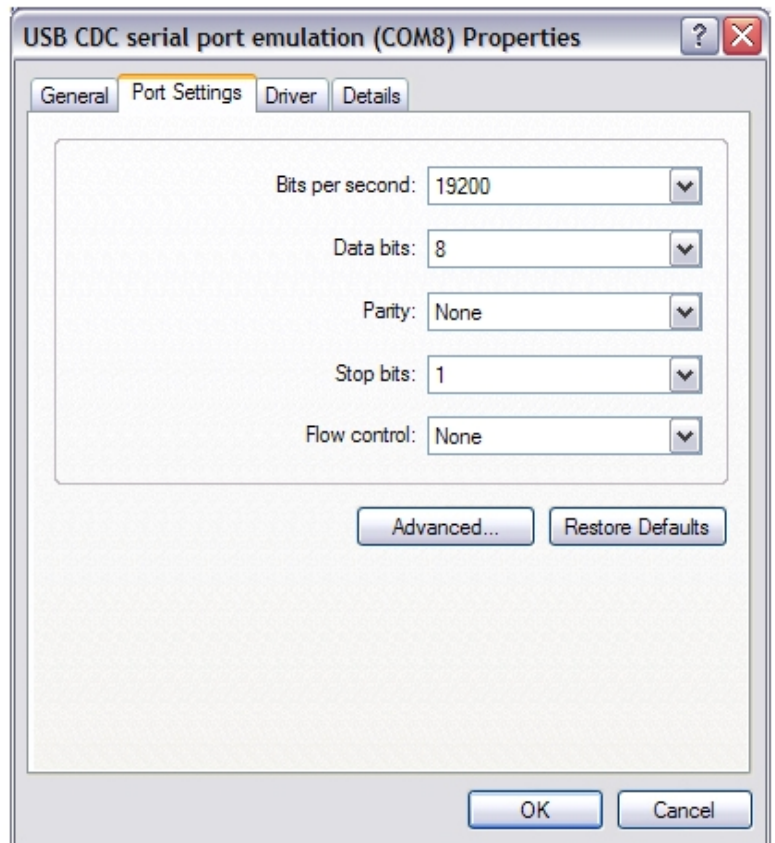 USB CDC serial port emulation (COM8) Properties
General Port Settings Driver Details
Bits per second: 19200
Data bits: 8
Parity: None
Stop bits: 1
Flow control: None
Advanced... Restore Defaults
OK Cancel